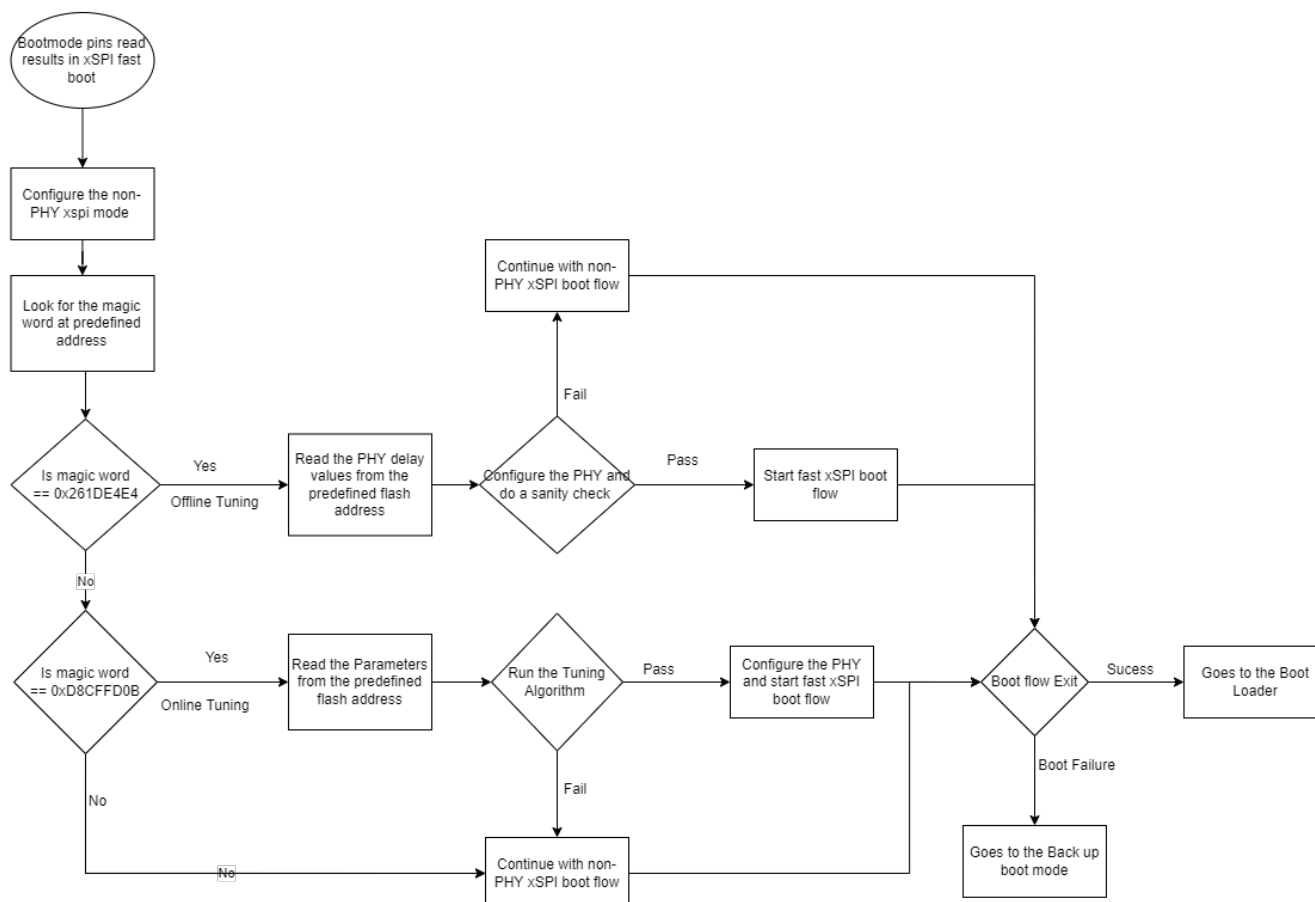 Bootmode pins read
results in xSPI fast
boot
Configure the non-
PHY xspi mode
Look for the magic
word at predefined
address
Is magic word
== 0x261DE4E4
Yes
Offline Tuning
Read the PHY delay
values from the
predefined flash
address
Configure the PHY and
do a sanity check
Fail
Continue with non-
PHY xSPI boot flow
Pass
Start fast xSPI boot
flow
No
Is magic word
== 0xD8CFFD0B
Yes
Online Tuning
Read the Parameters
from the predefined
flash address
Run the Tuning
Algorithm
Pass
Configure the PHY
and start fast xSPI
boot flow
Boot flow Exit
Sucess
Goes to the Boot
Loader
Boot Failure
Goes to the Back up
boot mode
Fail
No
No
Continue with non-
PHY xSPI boot flow